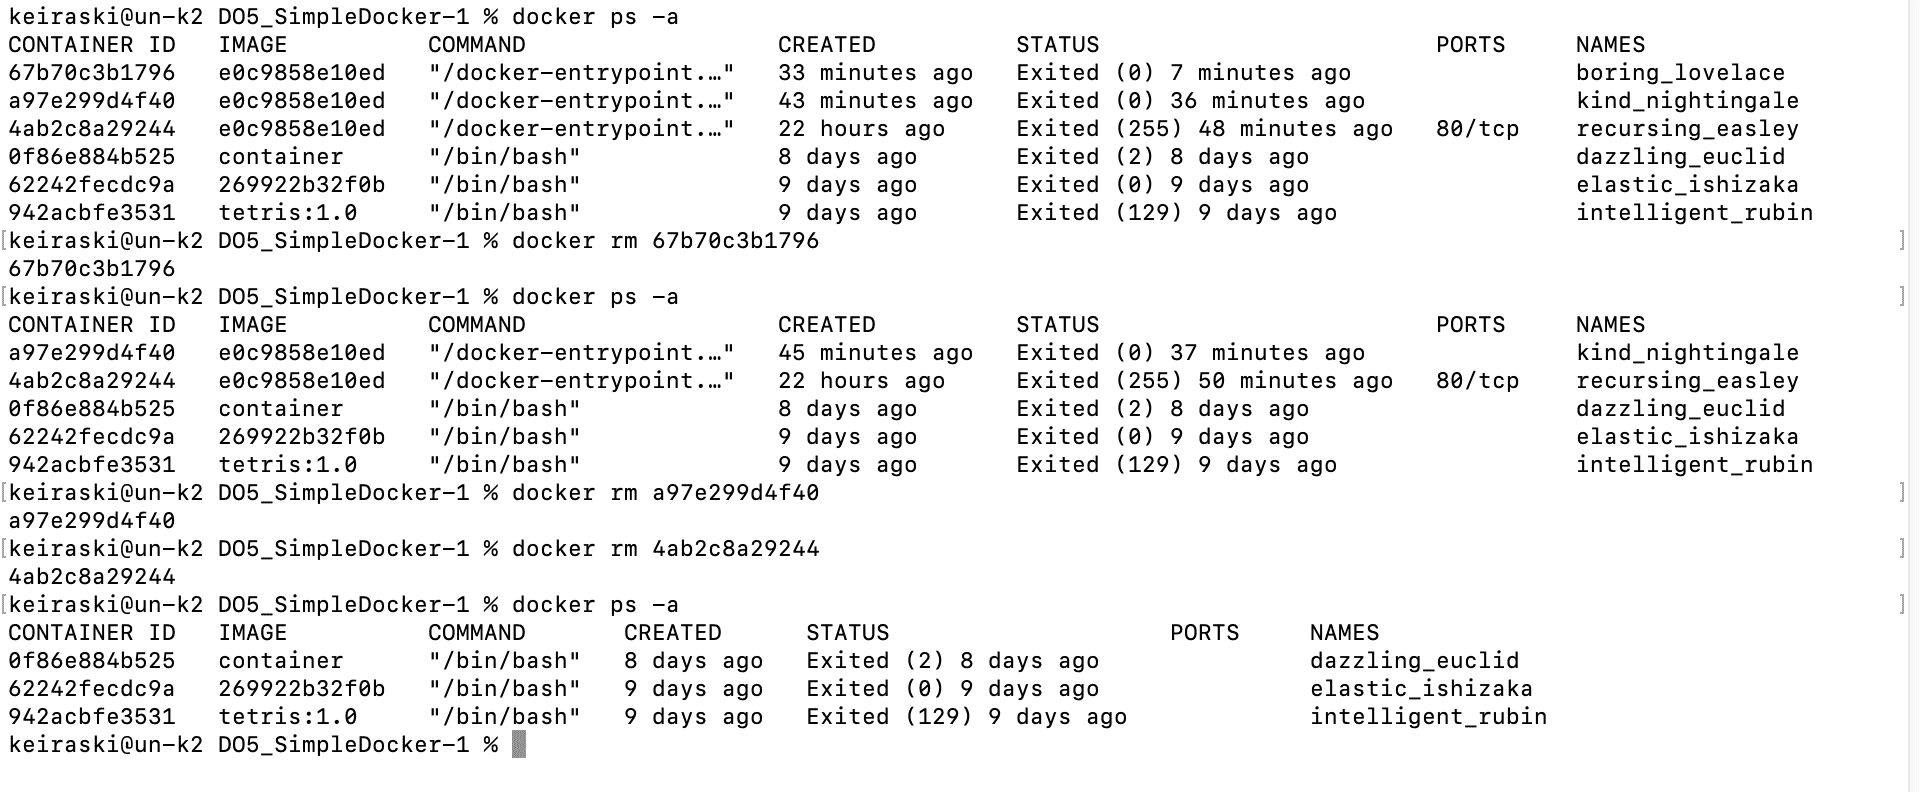 keiraski@un-k2 DO5_SimpleDocker-1 % docker ps -a
CONTAINER ID   IMAGE          COMMAND                  CREATED          STATUS                        PORTS     NAMES
67b70c3b1796   e0c9858e10ed   "/docker-entrypoint.…"   33 minutes ago   Exited (0) 7 minutes ago                boring_lovelace
a97e299d4f40   e0c9858e10ed   "/docker-entrypoint.…"   43 minutes ago   Exited (0) 36 minutes ago               kind_nightingale
4ab2c8a29244   e0c9858e10ed   "/docker-entrypoint.…"   22 hours ago     Exited (255) 48 minutes ago   80/tcp    recursing_easley
0f86e884b525   container      "/bin/bash"              8 days ago       Exited (2) 8 days ago                   dazzling_euclid
62242fecdc9a   269922b32f0b   "/bin/bash"              9 days ago       Exited (0) 9 days ago                   elastic_ishizaka
942acbfe3531   tetris:1.0     "/bin/bash"              9 days ago       Exited (129) 9 days ago                 intelligent_rubin
[keiraski@un-k2 DO5_SimpleDocker-1 % docker rm 67b70c3b1796 ]
67b70c3b1796
[keiraski@un-k2 DO5_SimpleDocker-1 % docker ps -a ]
CONTAINER ID   IMAGE          COMMAND                  CREATED          STATUS                        PORTS     NAMES
a97e299d4f40   e0c9858e10ed   "/docker-entrypoint.…"   45 minutes ago   Exited (0) 37 minutes ago               kind_nightingale
4ab2c8a29244   e0c9858e10ed   "/docker-entrypoint.…"   22 hours ago     Exited (255) 50 minutes ago   80/tcp    recursing_easley
0f86e884b525   container      "/bin/bash"              8 days ago       Exited (2) 8 days ago                   dazzling_euclid
62242fecdc9a   269922b32f0b   "/bin/bash"              9 days ago       Exited (0) 9 days ago                   elastic_ishizaka
942acbfe3531   tetris:1.0     "/bin/bash"              9 days ago       Exited (129) 9 days ago                 intelligent_rubin
[keiraski@un-k2 DO5_SimpleDocker-1 % docker rm a97e299d4f40 ]
a97e299d4f40
[keiraski@un-k2 DO5_SimpleDocker-1 % docker rm 4ab2c8a29244 ]
4ab2c8a29244
[keiraski@un-k2 DO5_SimpleDocker-1 % docker ps -a ]
CONTAINER ID   IMAGE          COMMAND       CREATED      STATUS                    PORTS     NAMES
0f86e884b525   container      "/bin/bash"   8 days ago   Exited (2) 8 days ago               dazzling_euclid
62242fecdc9a   269922b32f0b   "/bin/bash"   9 days ago   Exited (0) 9 days ago               elastic_ishizaka
942acbfe3531   tetris:1.0     "/bin/bash"   9 days ago   Exited (129) 9 days ago             intelligent_rubin
keiraski@un-k2 DO5_SimpleDocker-1 %